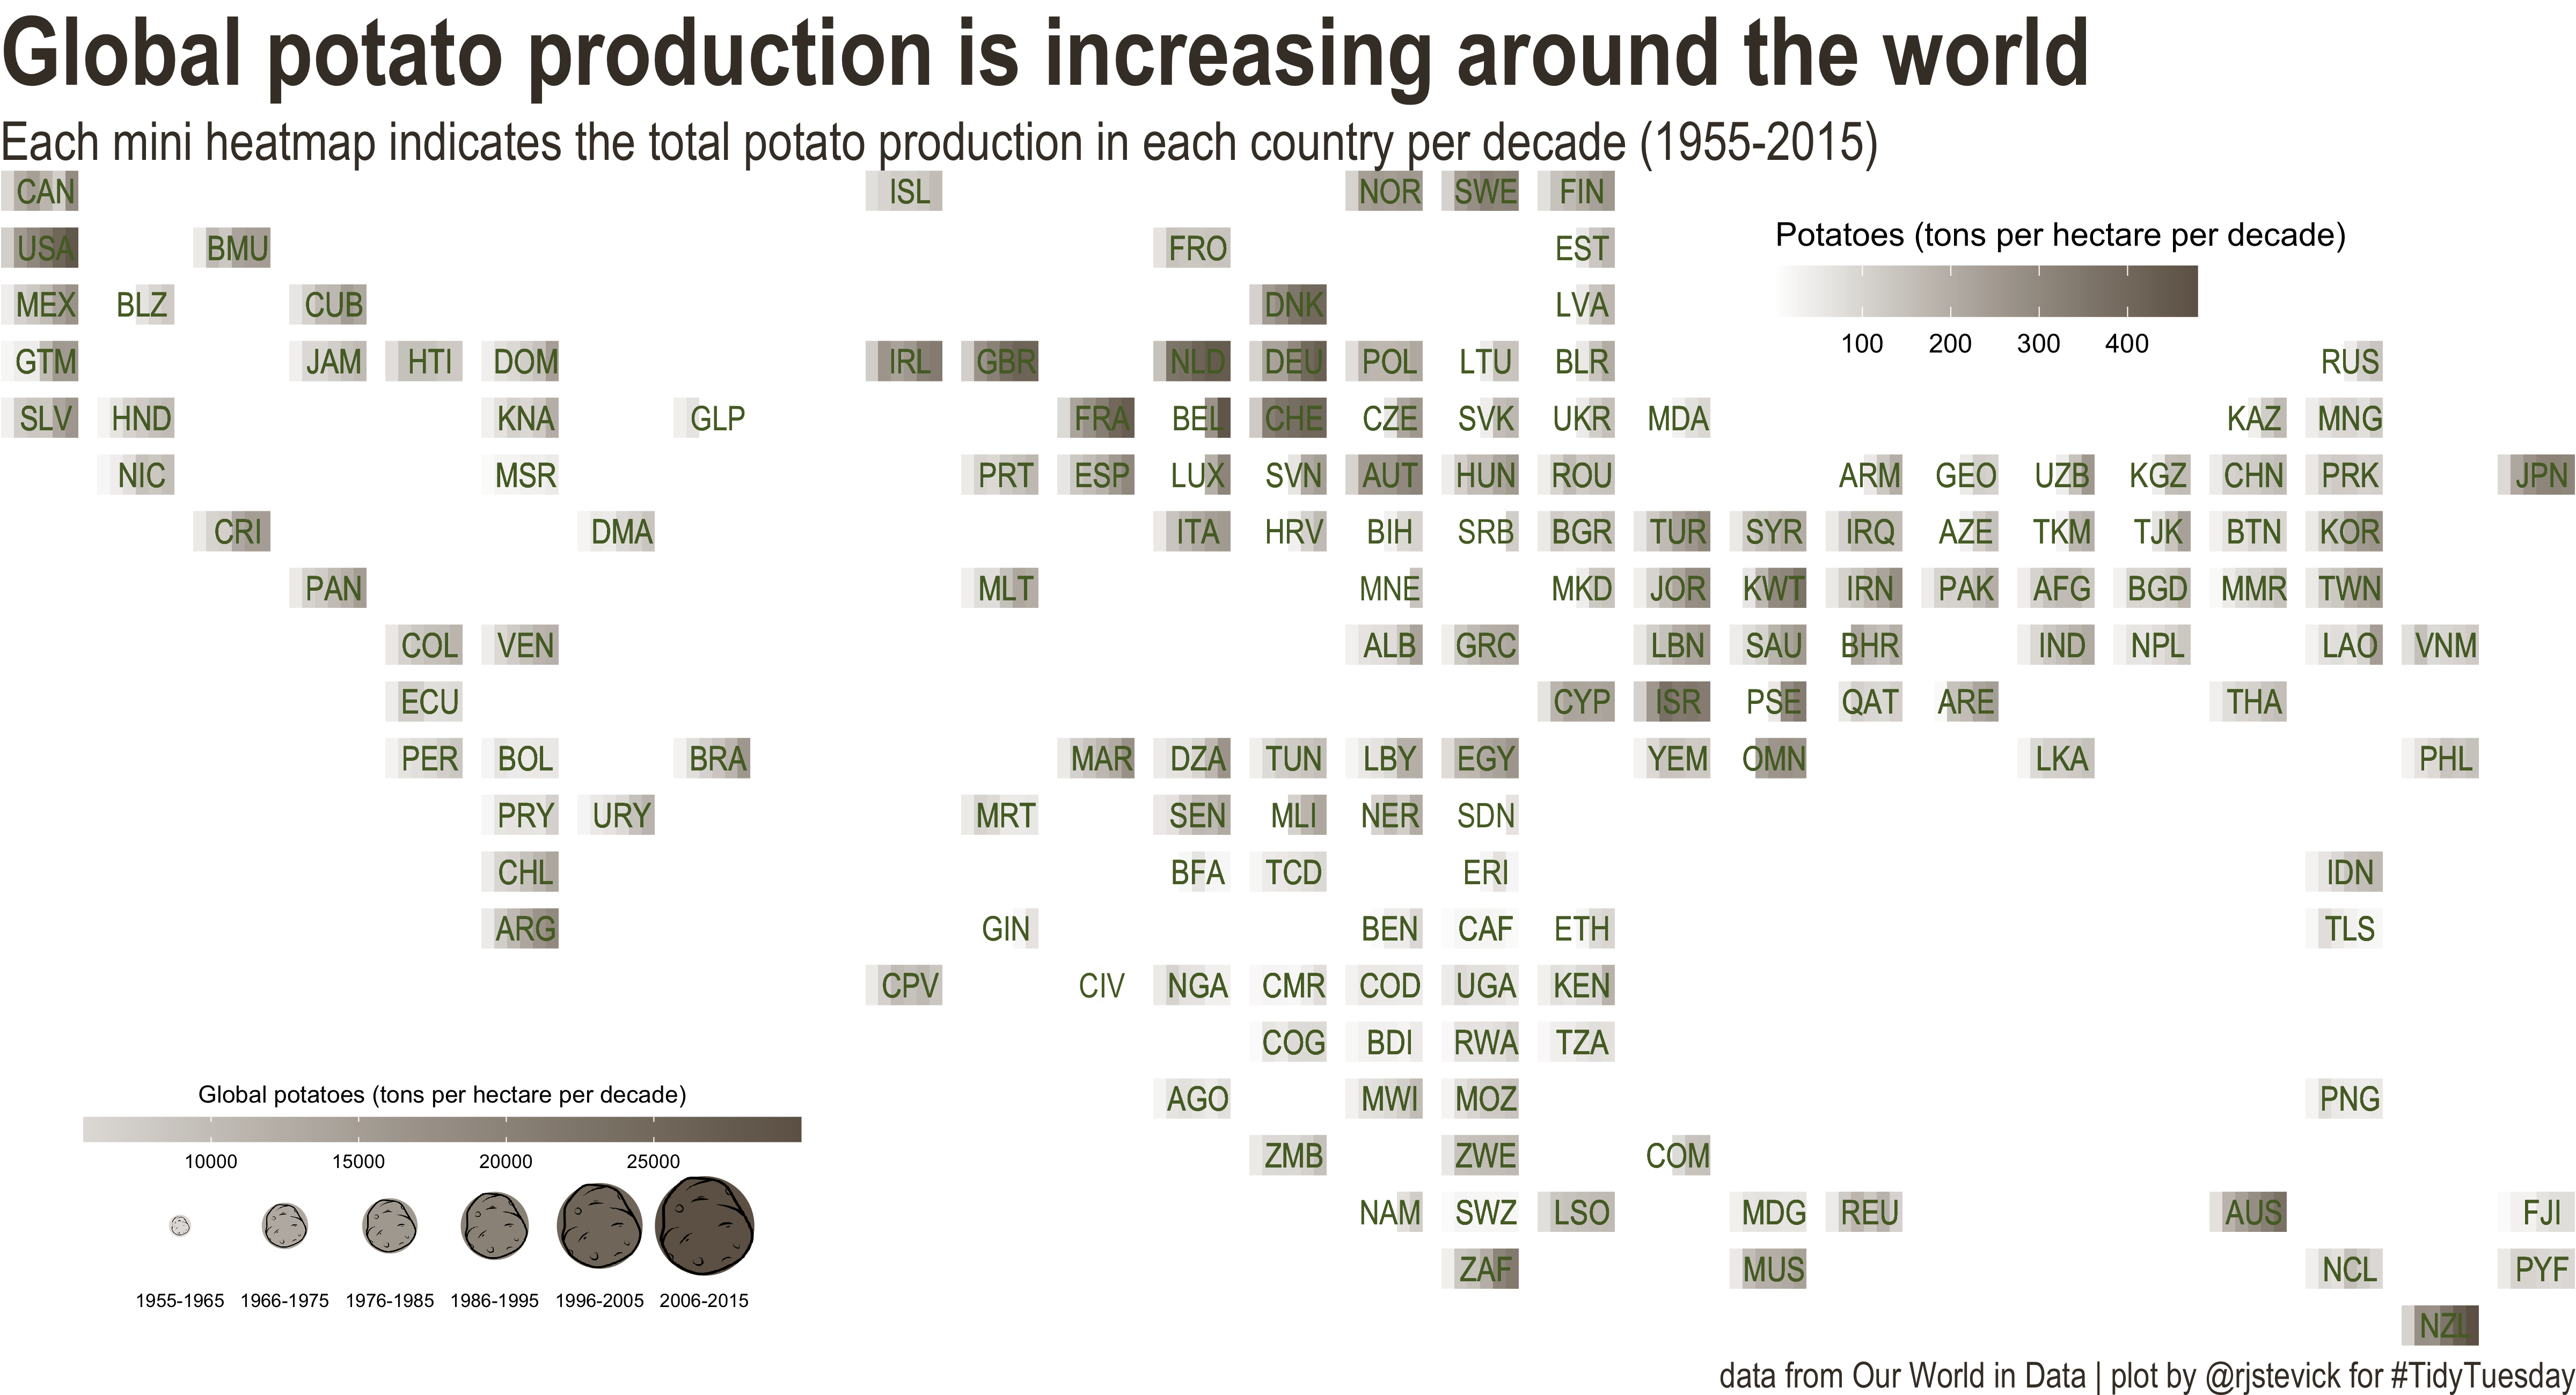 Global potato production is increasing around the world
Each mini heatmap indicates the total potato production in each country per decade (1955-2015)
CAN ISL NOR SWE FIN
USA BMU FRO EST
Potatoes (tons per hectare per decade)
MEX BLZ CUB DNK LVA
100 200 300 400
GTM JAM HTI DOM IRL GBR NLD DEU POL LTU BLR RUS
SLV HND KNA GLP FRA BEL CHE CZE SVK UKR MDA KAZ MNG
NIC MSR PRT ESP LUX SVN AUT HUN ROU ARM GEO UZB KGZ CHN PRK JPN
CRI DMA ITA HRV BIH SRB BGR TUR SYR IRQ AZE TKM TJK BTN KOR
PAN MLT MNE MKD JOR KWT IRN PAK AFG BGD MMR TWN
COL VEN ALB GRC LBN SAU BHR IND NPL LAO VNM
ECU CYP ISR PSE QAT ARE THA
PER BOL BRA MAR DZA TUN LBY EGY YEM OMN LKA PHL
PRY URY MRT SEN MLI NER SDN
CHL BFA TCD ERI IDN
ARG GIN BEN CAF ETH TLS
CPV CIV NGA CMR COD UGA KEN
COG BDI RWA TZA
AGO MWI MOZ PNG
ZMB ZWE COM
NAM SWZ LSO MDG REU AUS FJI
ZAF MUS NCL PYF
NZL
Global potatoes (tons per hectare per decade)
10000 15000 20000 25000
1955-1965 1966-1975 1976-1985 1986-1995 1996-2005 2006-2015
data from Our World in Data | plot by @rjstevick for #TidyTuesday